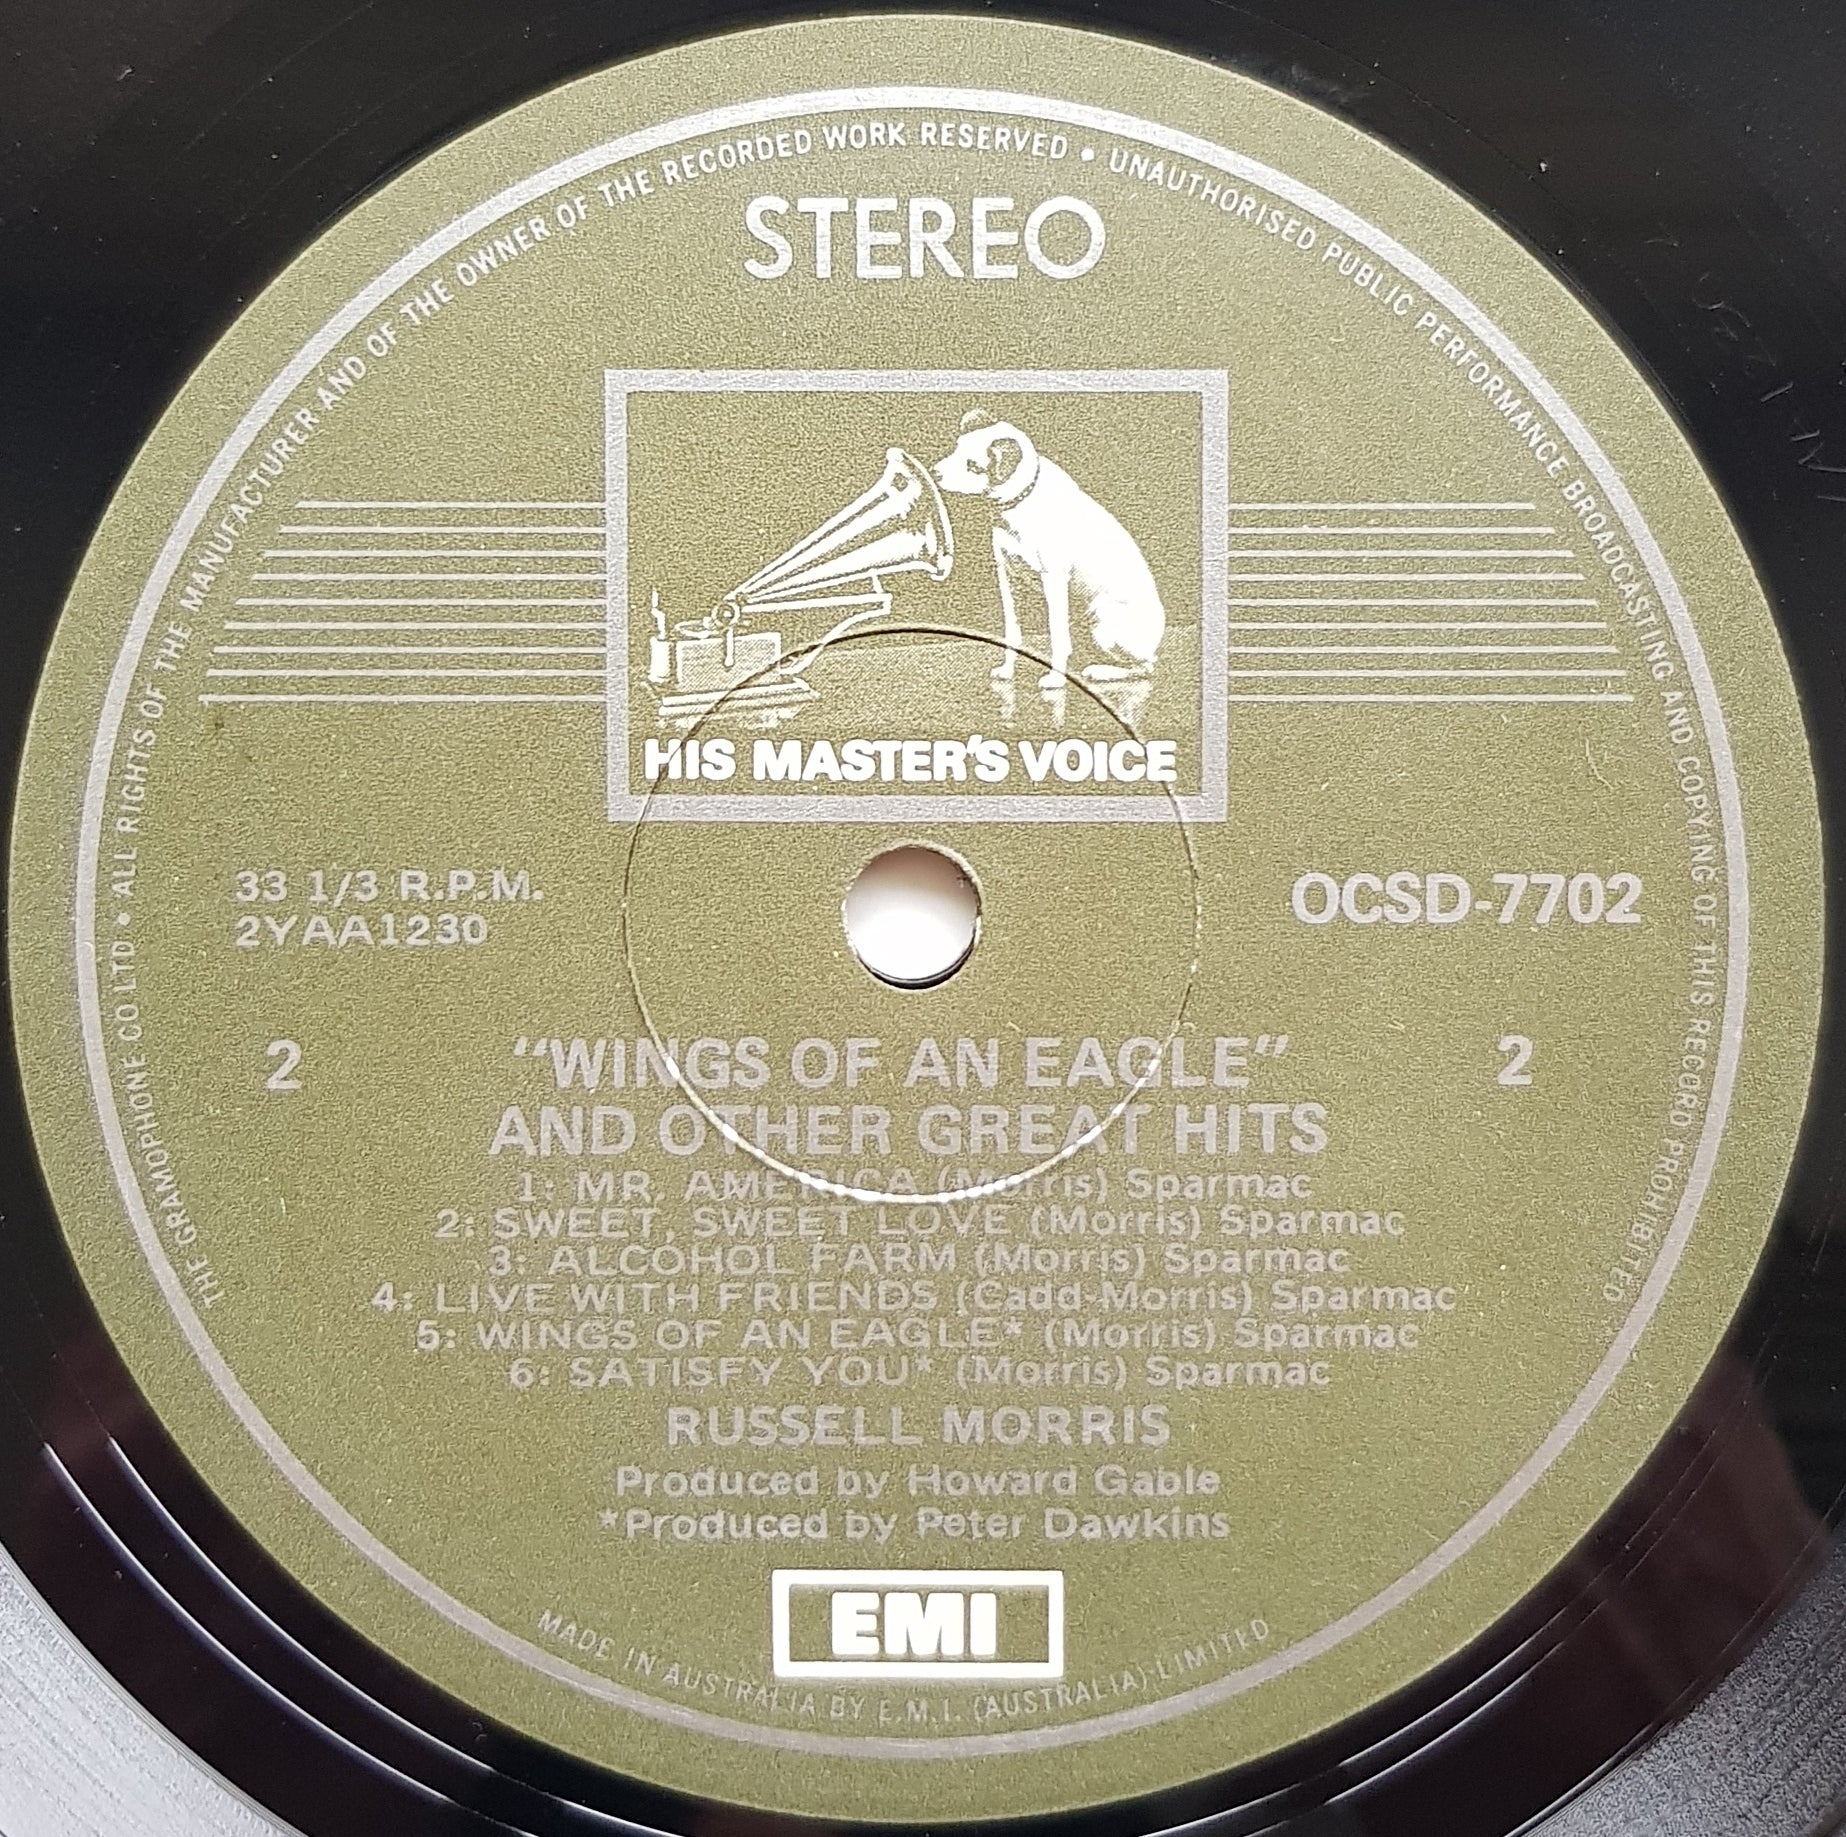 THE GRAMOPHONE CO LTD • ALL RIGHTS OF THE MANUFACTURER AND OF THE OWNER OF THE RECORDED WORK RESERVED • UNAUTHORISED PUBLIC PERFORMANCE BROADCASTING AND COPYING OF THIS RECORD PROHIBITED
STEREO
HIS MASTER'S VOICE
33 1/3 R.P.M.
2YAA1230
OCSD-7702
2 "WINGS OF AN EAGLE" 2
AND OTHER GREAT HITS
1: MR. AMERICA (Morris) Sparmac
2: SWEET, SWEET LOVE (Morris) Sparmac
3: ALCOHOL FARM (Morris) Sparmac
4: LIVE WITH FRIENDS (Cadd-Morris) Sparmac
5: WINGS OF AN EAGLE* (Morris) Sparmac
6: SATISFY YOU* (Morris) Sparmac
RUSSELL MORRIS
Produced by Howard Gable
*Produced by Peter Dawkins
EMI
MADE IN AUSTRALIA BY E.M.I. (AUSTRALIA) LIMITED